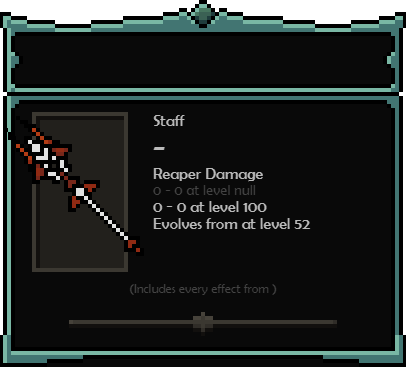 Staff
–
Reaper Damage
0 - 0 at level null
0 - 0 at level 100
Evolves from at level 52
(Includes every effect from )